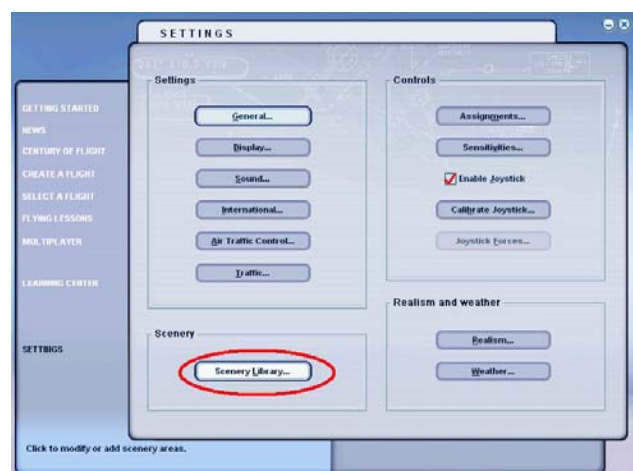 SETTINGS
GETTING STARTED
NEWS
CENTURY OF FLIGHT
CREATE A FLIGHT
SELECT A FLIGHT
FLYING LESSONS
MULTIPLAYER
LEARNING CENTER
SETTINGS
Settings
General...
Display...
Sound...
International...
Air Traffic Control...
Traffic...
Scenery
Scenery Library...
Controls
Assignments...
Sensitivities...
Enable Joystick
Calibrate Joystick...
Joystick Forces...
Realism and weather
Realism...
Weather...
Click to modify or add scenery areas.